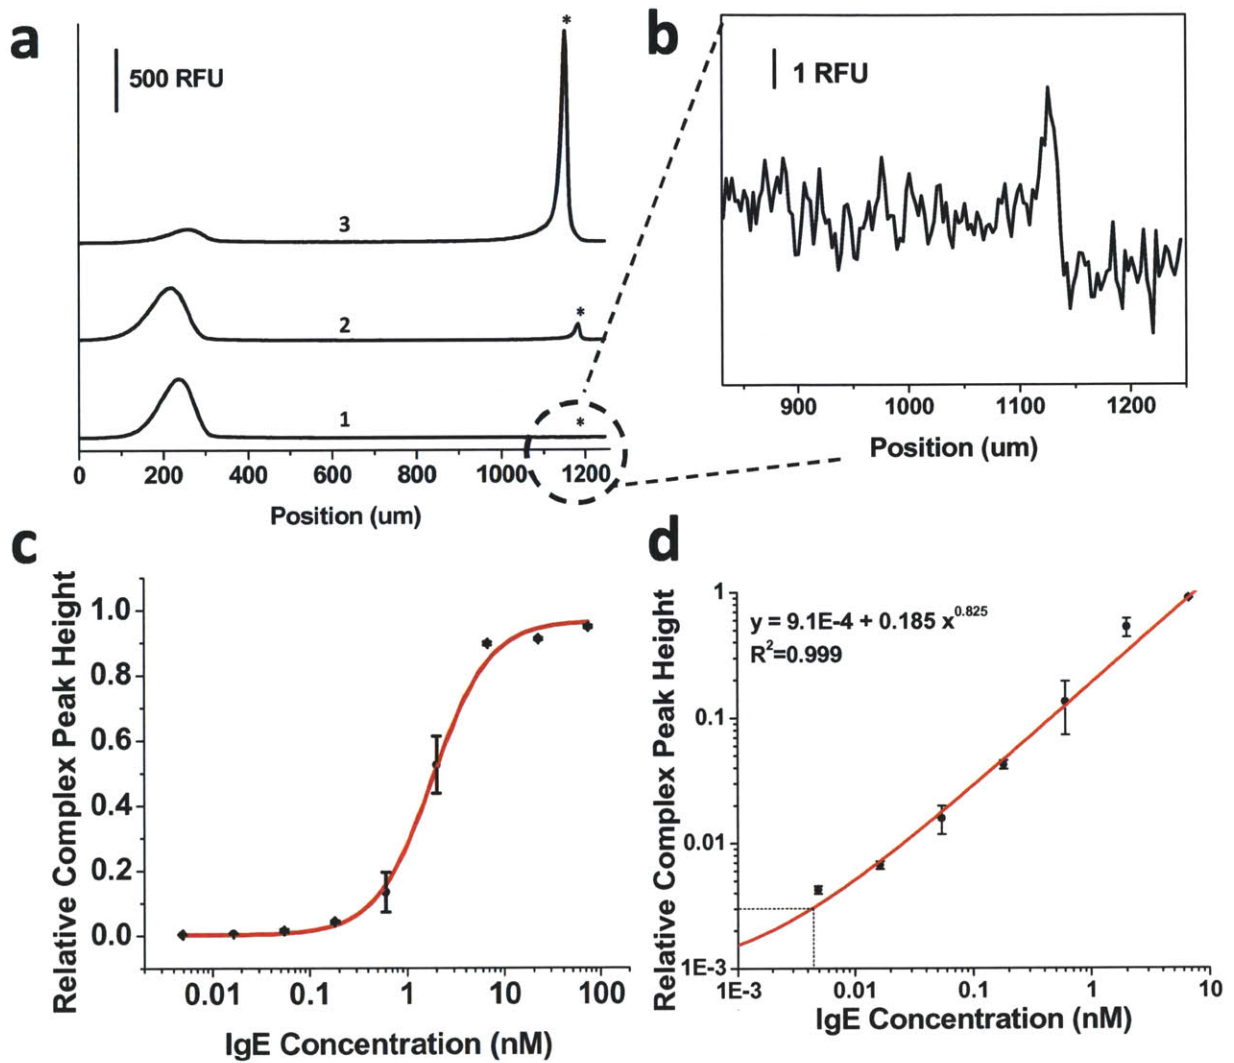 a
500 RFU
*
3
*
2
*
1
0 200 400 600 800 1000 1200
Position (um)
b
1 RFU
900 1000 1100 1200
Position (um)
c
Relative Complex Peak Height
1.0
0.8
0.6
0.4
0.2
0.0
0.01 0.1 1 10 100
IgE Concentration (nM)
d
Relative Complex Peak Height
y = 9.1E-4 + 0.185 x^0.825
R²=0.999
1
0.1
0.01
1E-3
1E-3 0.01 0.1 1 10
IgE Concentration (nM)